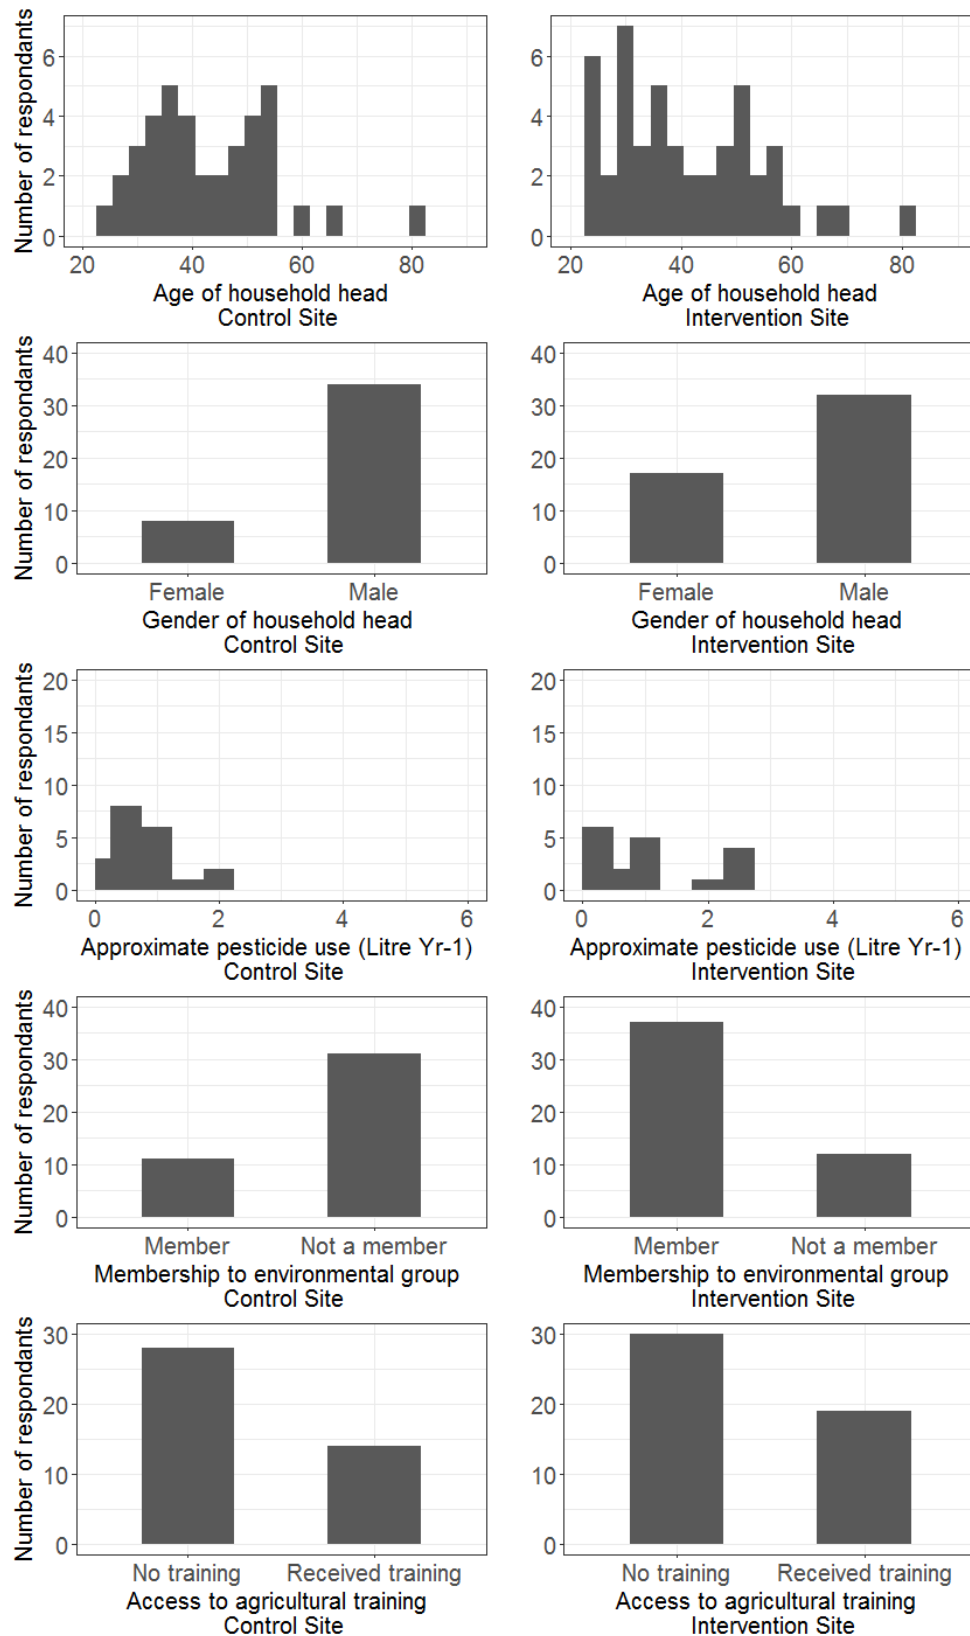 Number of respondants
6
4
2
0
20 40 60 80
Age of household head
Control Site
6
4
2
0
20 40 60 80
Age of household head
Intervention Site
Number of respondants
40
30
20
10
0
Female Male
Gender of household head
Control Site
40
30
20
10
0
Female Male
Gender of household head
Intervention Site
Number of respondants
20
15
10
5
0
0 2 4 6
Approximate pesticide use (Litre Yr-1)
Control Site
20
15
10
5
0
0 2 4 6
Approximate pesticide use (Litre Yr-1)
Intervention Site
Number of respondants
40
30
20
10
0
Member Not a member
Membership to environmental group
Control Site
40
30
20
10
0
Member Not a member
Membership to environmental group
Intervention Site
Number of respondants
30
20
10
0
No training Received training
Access to agricultural training
Control Site
30
20
10
0
No training Received training
Access to agricultural training
Intervention Site